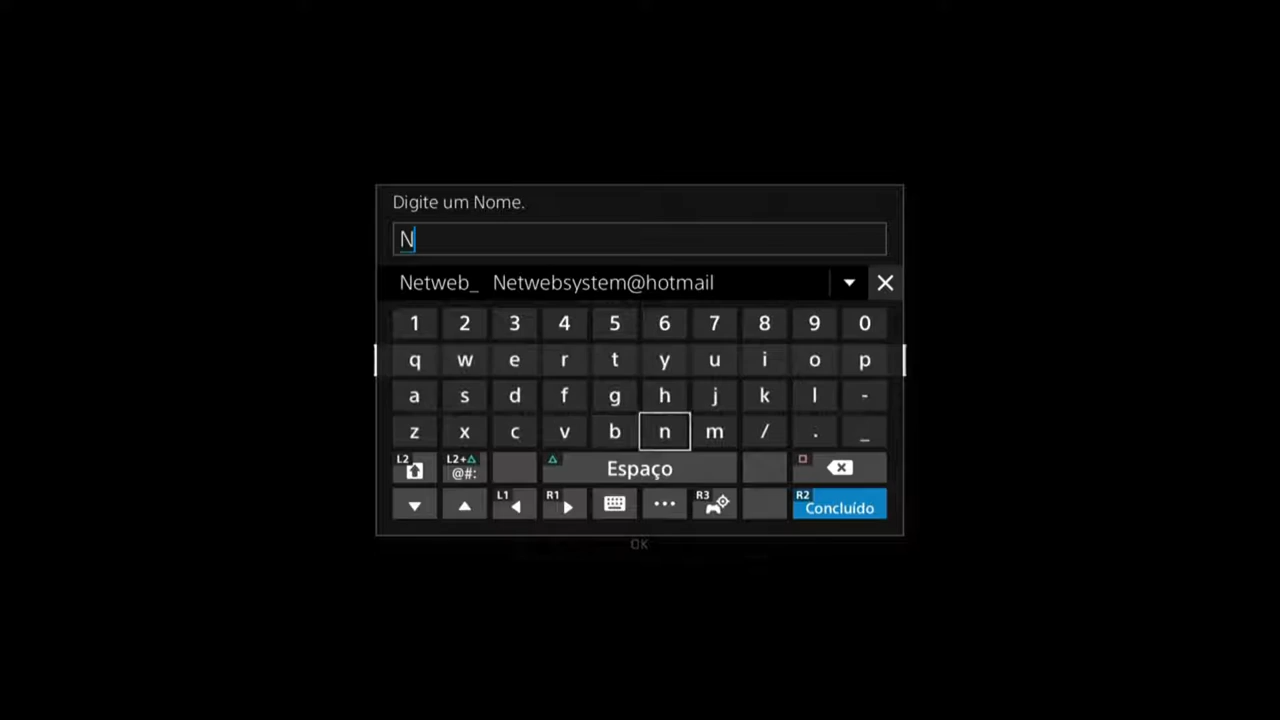 Digite um Nome.
N
Netweb_ Netwebsystem@hotmail
1 2 3 4 5 6 7 8 9 0
q w e r t y u i o p
a s d f g h j k l -
z x c v b n m / . _
L2 L2+△ @#: △ Espaço □
L1 R1 ... R3 R2 Concluído
OK